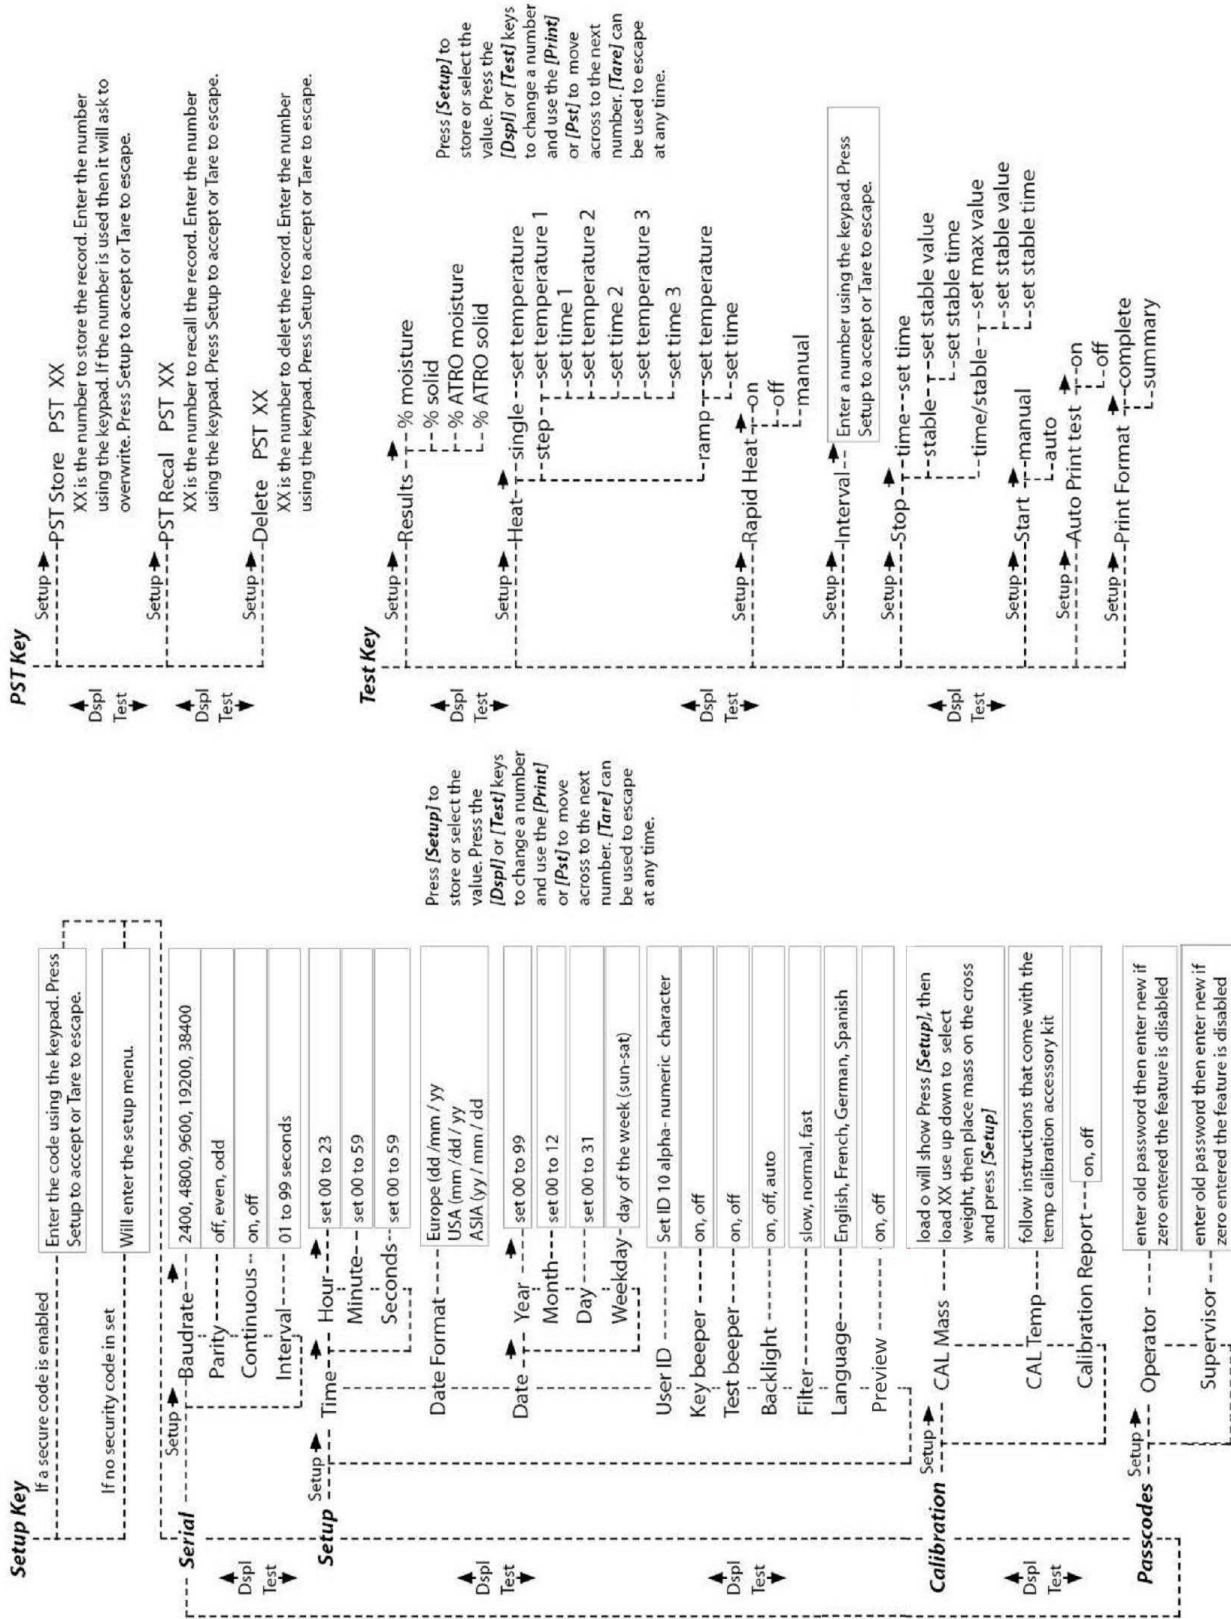 Setup Key
If a secure code is enabled
Enter the code using the keypad. Press
Setup to accept or Tare to escape.
If no security code in set
Will enter the setup menu.
Serial
Setup
Baudrate
2400, 4800, 9600, 19200, 38400
Parity
off, even, odd
Continuous
on, off
Interval
01 to 99 seconds
Dspl
Test
Setup
Setup
Time
Hour
set 00 to 23
Minute
set 00 to 59
Seconds
set 00 to 59
Date Format
Europe (dd /mm / yy
USA (mm /dd / yy
ASIA (yy / mm / dd
Date
Year
set 00 to 99
Month
set 00 to 12
Day
set 00 to 31
Weekday
day of the week (sun-sat)
Dspl
Test
User ID
Set ID 10 alpha- numeric character
Key beeper
on, off
Test beeper
on, off
Backlight
on, off, auto
Filter
slow, normal, fast
Language
English, French, German, Spanish
Preview
on, off
Dspl
Test
Press [Setup] to
store or select the
value. Press the
[Dspl] or [Test] keys
to change a number
and use the [Print]
or [Pst] to move
across to the next
number. [Tare] can
be used to escape
at any time.
Calibration
Setup
CAL Mass
load o will show Press [Setup], then
load XX use up down to select
weight, then place mass on the cross
and press [Setup]
CAL Temp
follow instructions that come with the
temp calibration accessory kit
Calibration Report
on, off
Dspl
Test
Passcodes
Setup
Operator
enter old password then enter new if
zero entered the feature is disabled
Supervisor
enter old password then enter new if
zero entered the feature is disabled
PST Key
Setup
PST Store PST XX
XX is the number to store the record. Enter the number
using the keypad. If the number is used then it will ask to
overwrite. Press Setup to accept or Tare to escape.
Dspl
Test
Setup
PST Recal PST XX
XX is the number to recall the record. Enter the number
using the keypad. Press Setup to accept or Tare to escape.
Dspl
Test
Setup
Delete PST XX
XX is the number to delet the record. Enter the number
using the keypad. Press Setup to accept or Tare to escape.
Test Key
Setup
Results
% moisture
% solid
% ATRO moisture
% ATRO solid
Dspl
Test
Setup
Heat
single
set temperature
step
set temperature 1
set time 1
set temperature 2
set time 2
set temperature 3
set time 3
ramp
set temperature
set time
Press [Setup] to
store or select the
value. Press the
[Dspl] or [Test] keys
to change a number
and use the [Print]
or [Pst] to move
across to the next
number. [Tare] can
be used to escape
at any time.
Dspl
Test
Setup
Rapid Heat
on
off
manual
Setup
Interval
Enter a number using the keypad. Press
Setup to accept or Tare to escape.
Setup
Stop
time
set time
stable
set stable value
set stable time
time/stable
set max value
set stable value
set stable time
Dspl
Test
Setup
Start
manual
auto
Setup
Auto Print test
on
off
Setup
Print Format
complete
summary